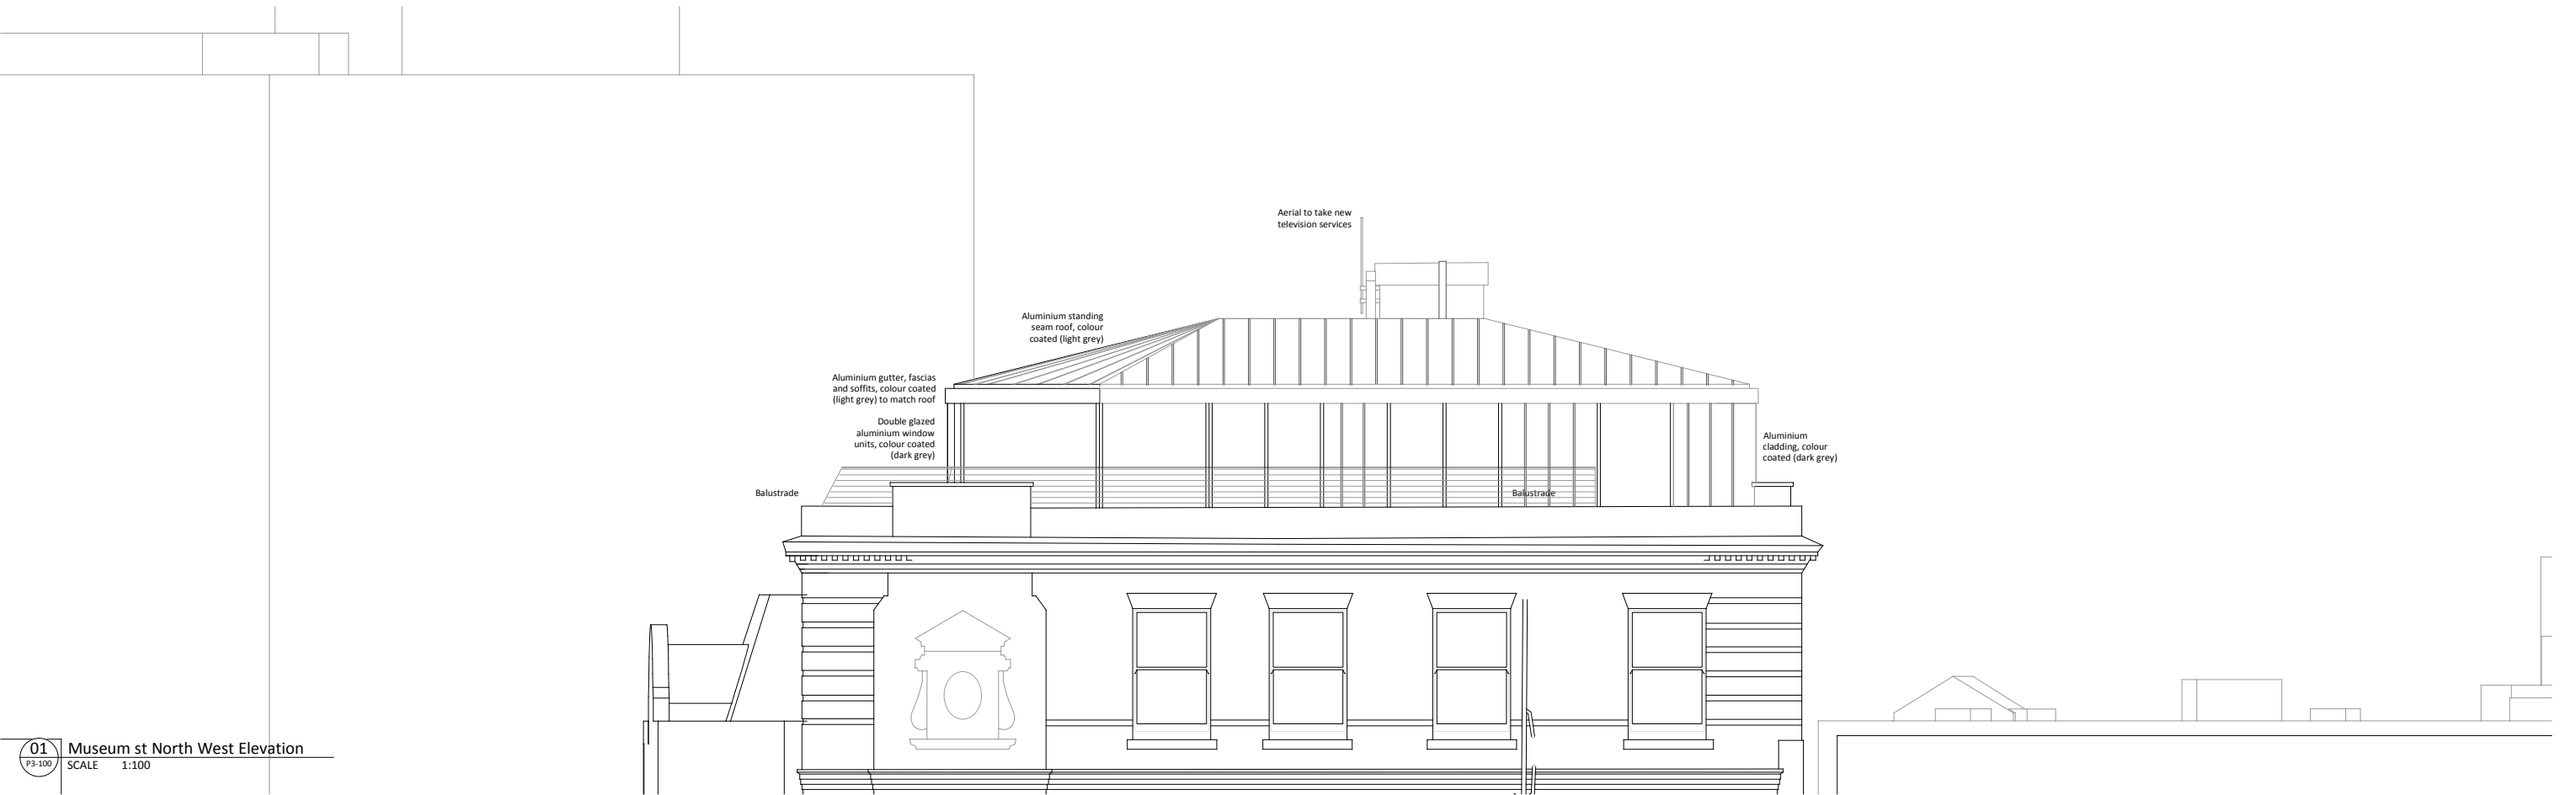 Aerial to take new
television services
Aluminium standing
seam roof, colour
coated (light grey)
Aluminium gutter, fascias
and soffits, colour coated
(light grey) to match roof
Double glazed
aluminium window
units, colour coated
(dark grey)
Aluminium
cladding, colour
coated (dark grey)
Balustrade
Balustrade
01
P3-100
Museum st North West Elevation
SCALE 1:100